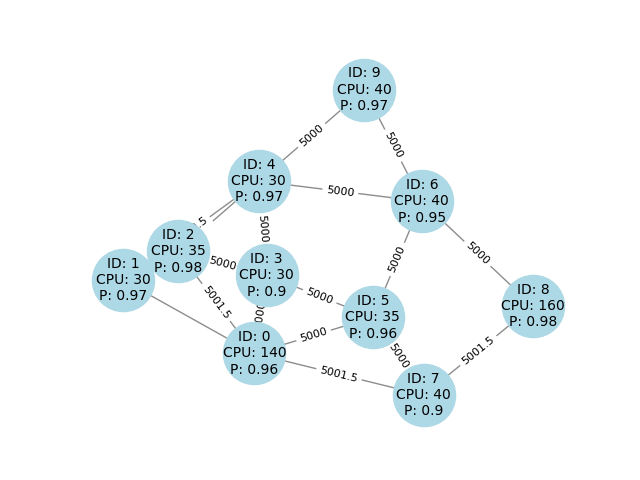 ID: 9
CPU: 40
P: 0.97
5000
5000
ID: 4
CPU: 30
P: 0.97
5000
ID: 6
CPU: 40
P: 0.95
5000
ID: 2
CPU: 35
P: 0.98
5000
ID: 3
CPU: 30
P: 0.9
5000
5000
ID: 1
CPU: 30
P: 0.97
5001.5
5000
ID: 5
CPU: 35
P: 0.96
ID: 8
CPU: 160
P: 0.98
5000
ID: 0
CPU: 140
P: 0.96
5001.5
5000
5001.5
ID: 7
CPU: 40
P: 0.9